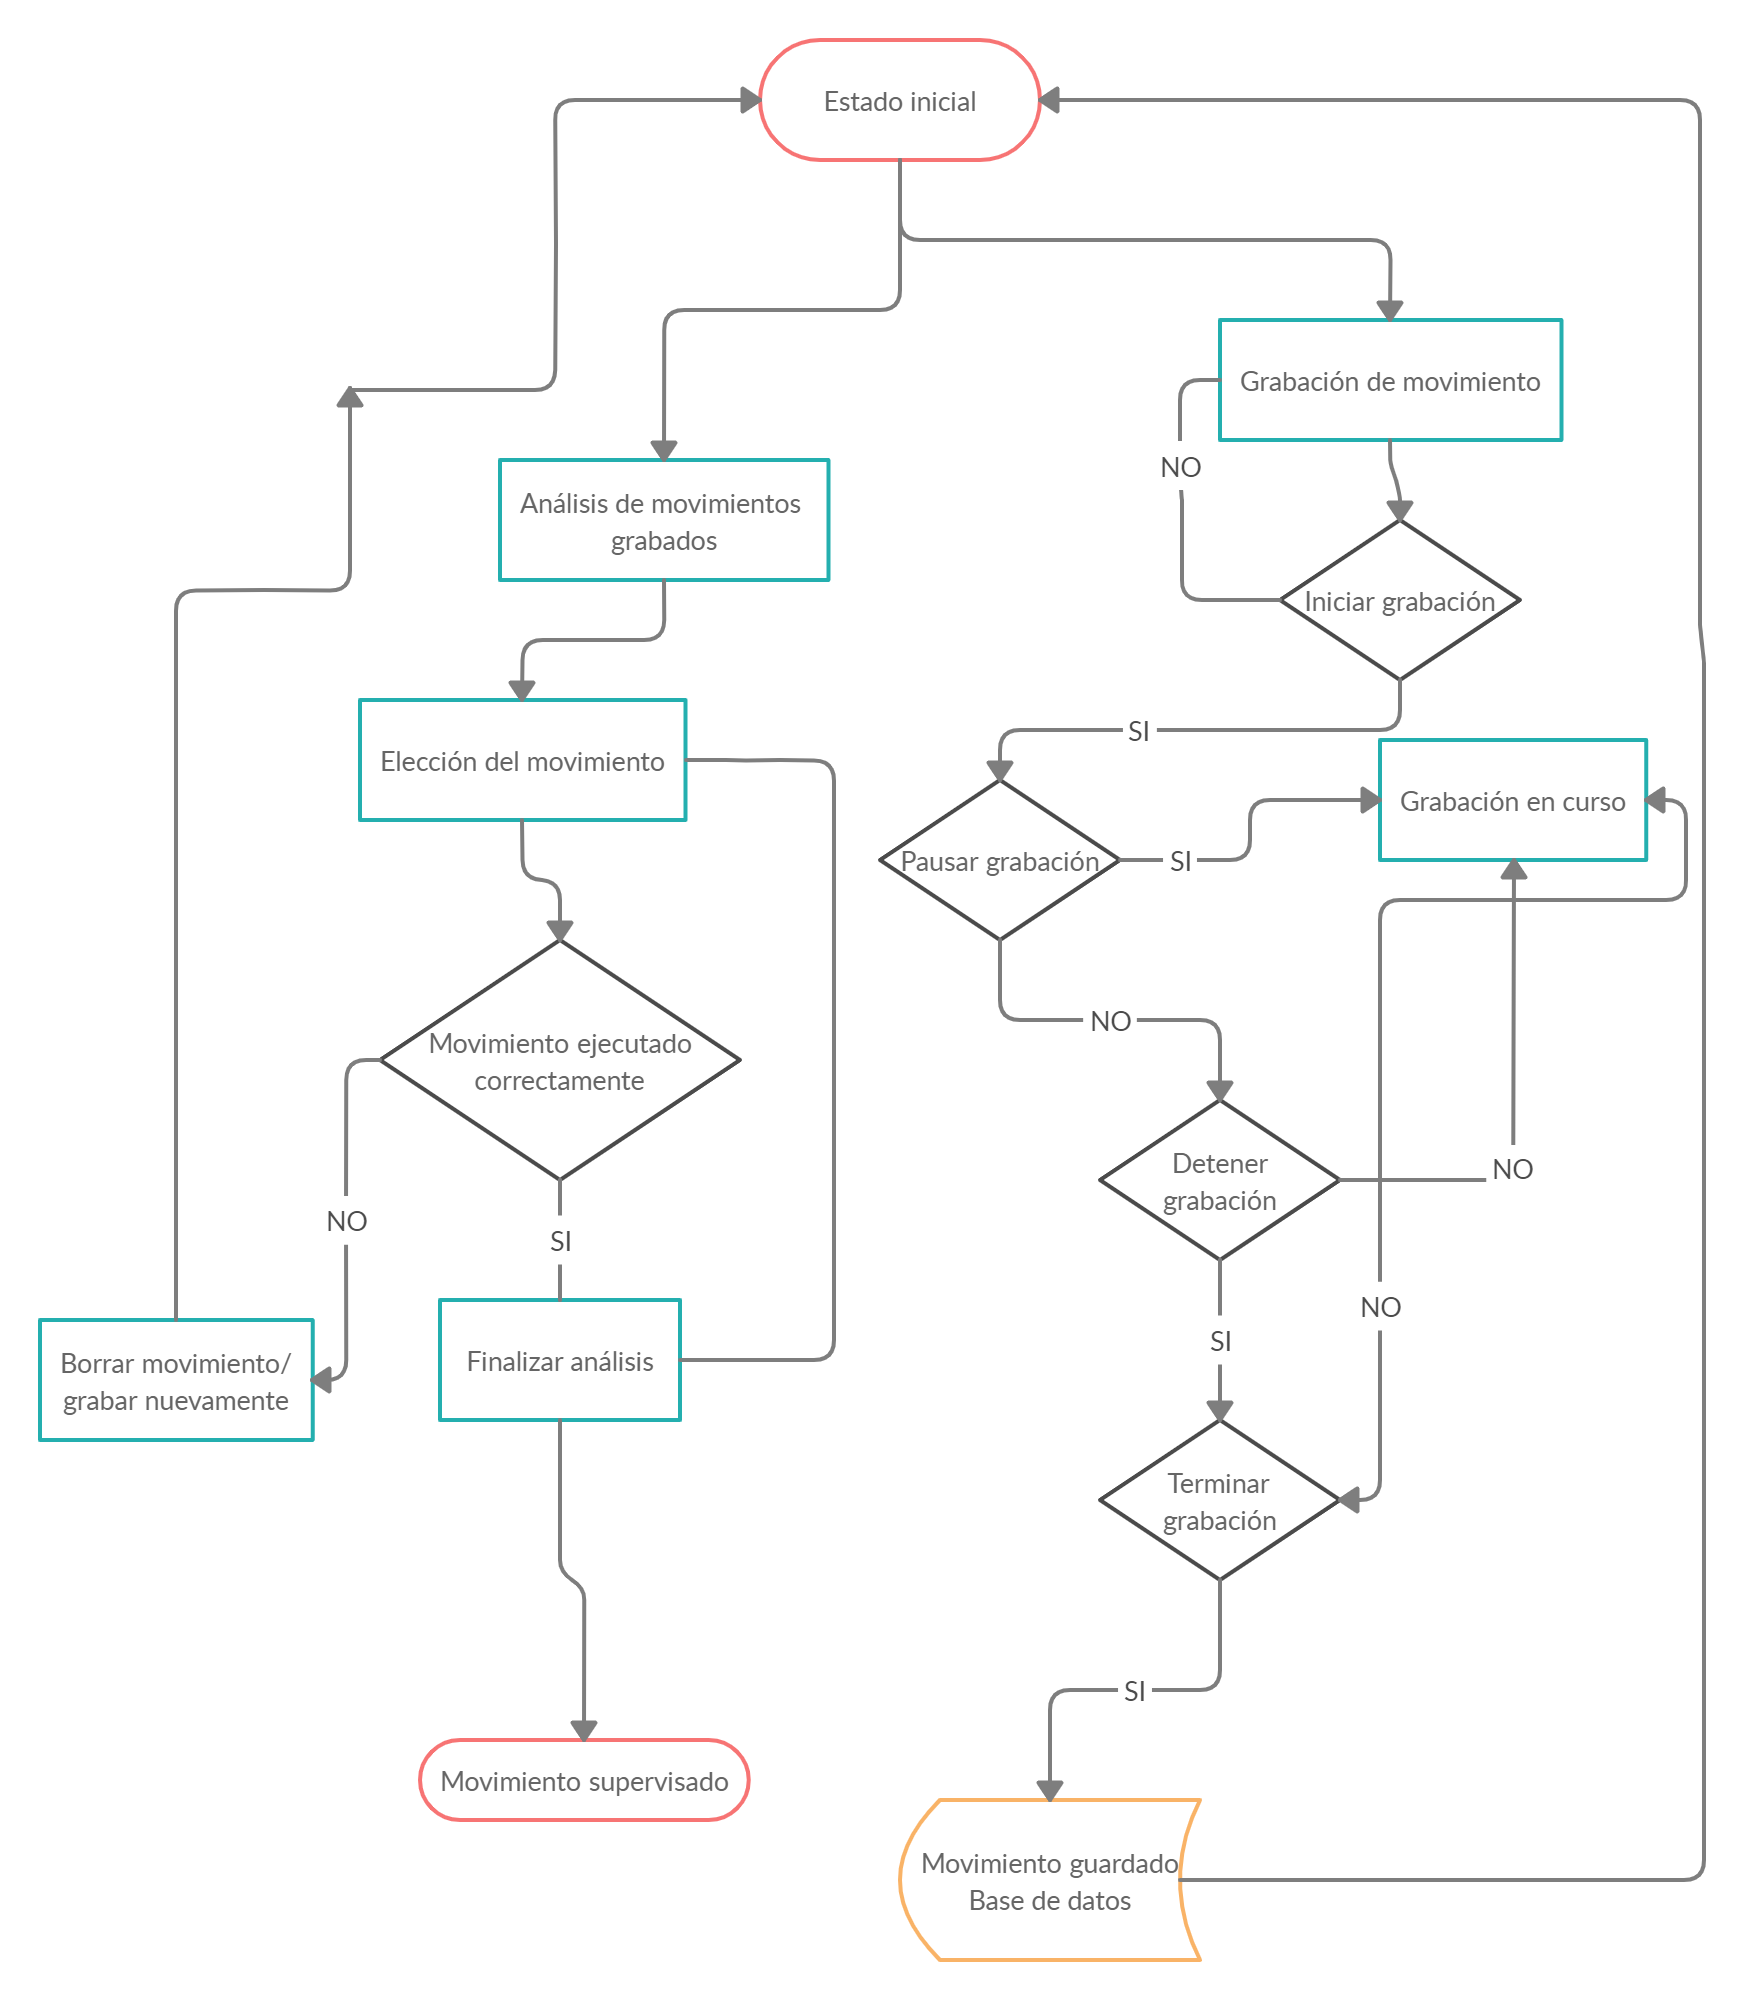 Estado inicial
Grabación de movimiento
NO
Análisis de movimientos
grabados
Iniciar grabación
SI
Elección del movimiento
Grabación en curso
Pausar grabación
SI
NO
Movimiento ejecutado
correctamente
Detener
grabación
NO
NO
SI
NO
SI
Borrar movimiento/
grabar nuevamente
Finalizar análisis
Terminar
grabación
SI
Movimiento supervisado
Movimiento guardado
Base de datos